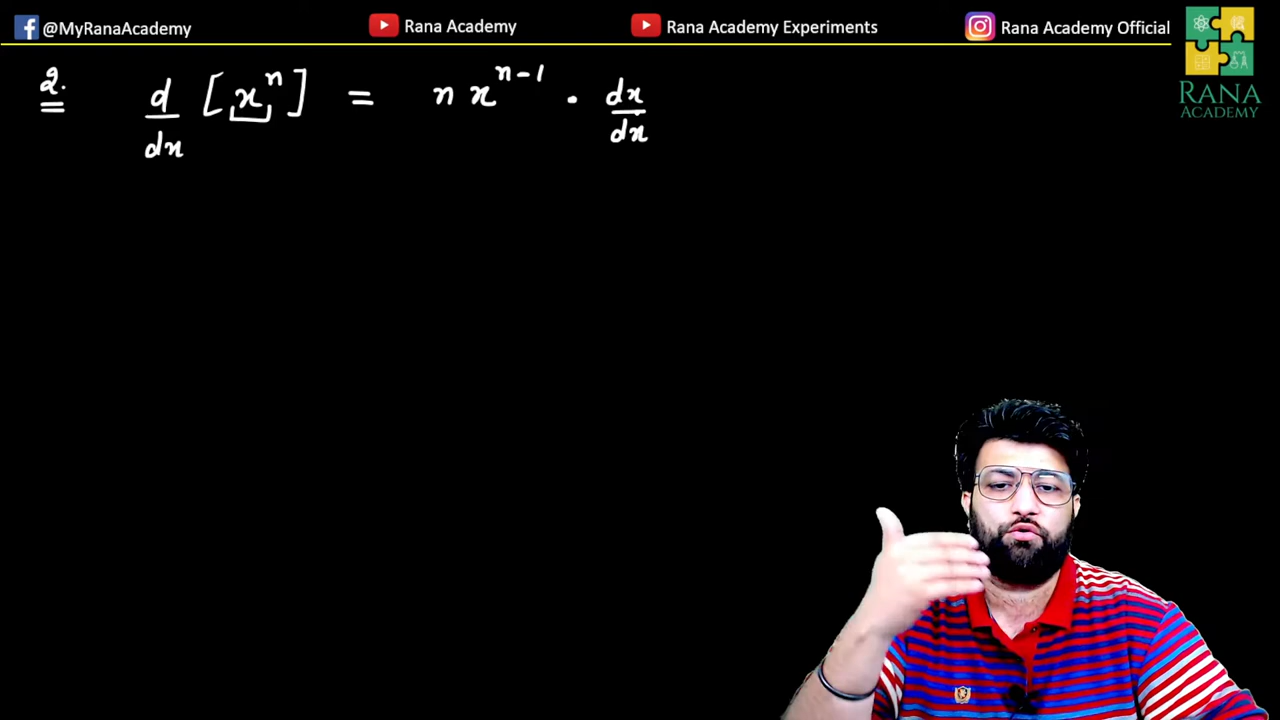 @MyRanaAcademy Rana Academy Rana Academy Experiments Rana Academy Official
RANA
ACADEMY
2. d/dx [x^n] = n x^(n-1) · dx/dx